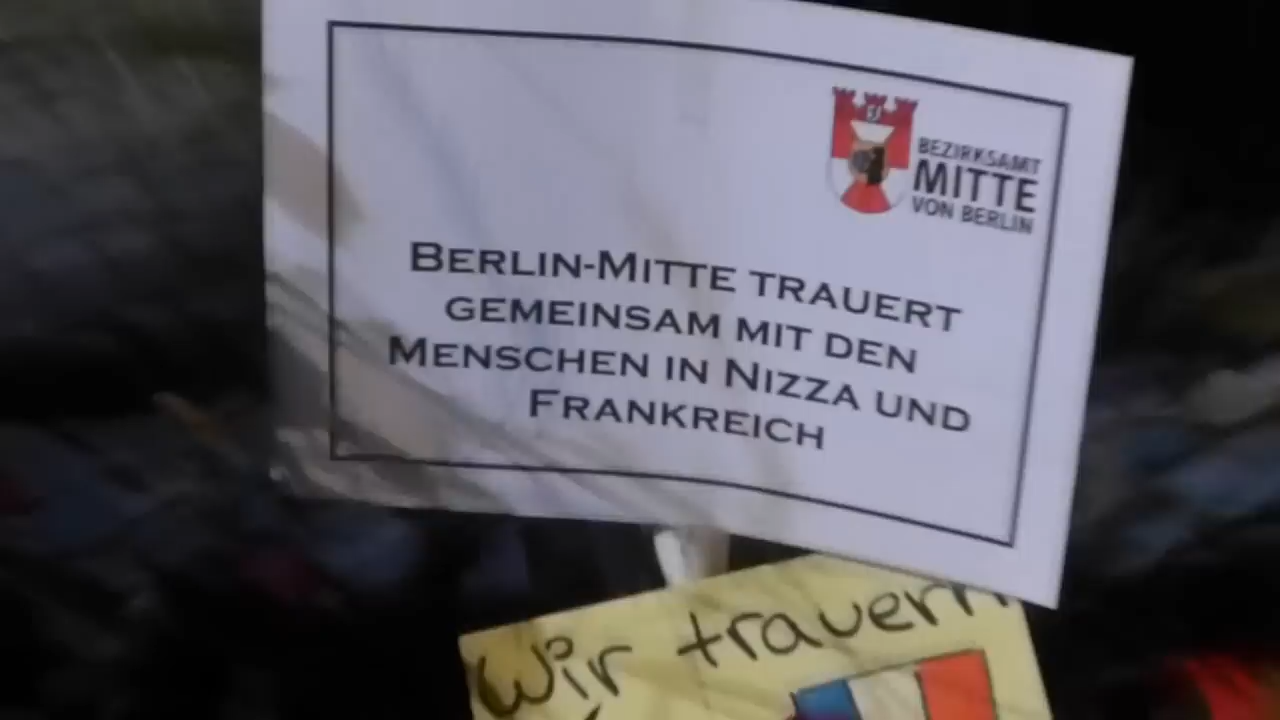 BEZIRKSAMT
MITTE
VON BERLIN
BERLIN-MITTE TRAUERT
GEMEINSAM MIT DEN
MENSCHEN IN NIZZA UND
FRANKREICH
Wir trauern